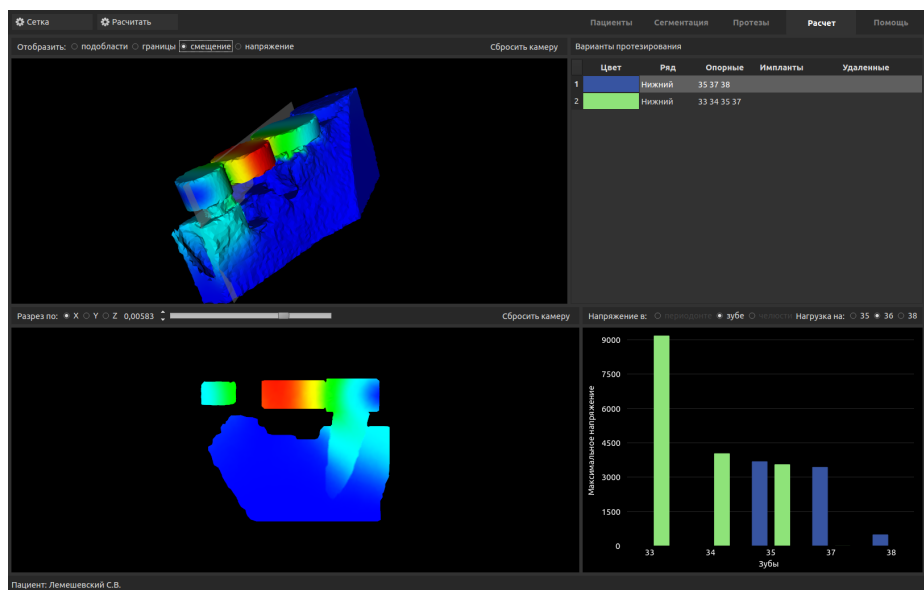 Сетка Расчитать Пациенты Сегментация Протезы Расчет Помощь
Отобразить: подобласти границы смещение напряжение Сбросить камеру Варианты протезирования
Цвет Ряд Опорные Импланты Удаленные
1 Нижний 35 37 38
2 Нижний 33 34 35 37
Разрез по: X Y Z 0,00583 Сбросить камеру Напряжение в: периодонте зубе челюсти Нагрузка на: 35 36 38
9000
7500
6000
4500
3000
1500
0
Максимальное напряжение
33 34 35 37 38
Зубы
Пациент: Лемешевский С.В.